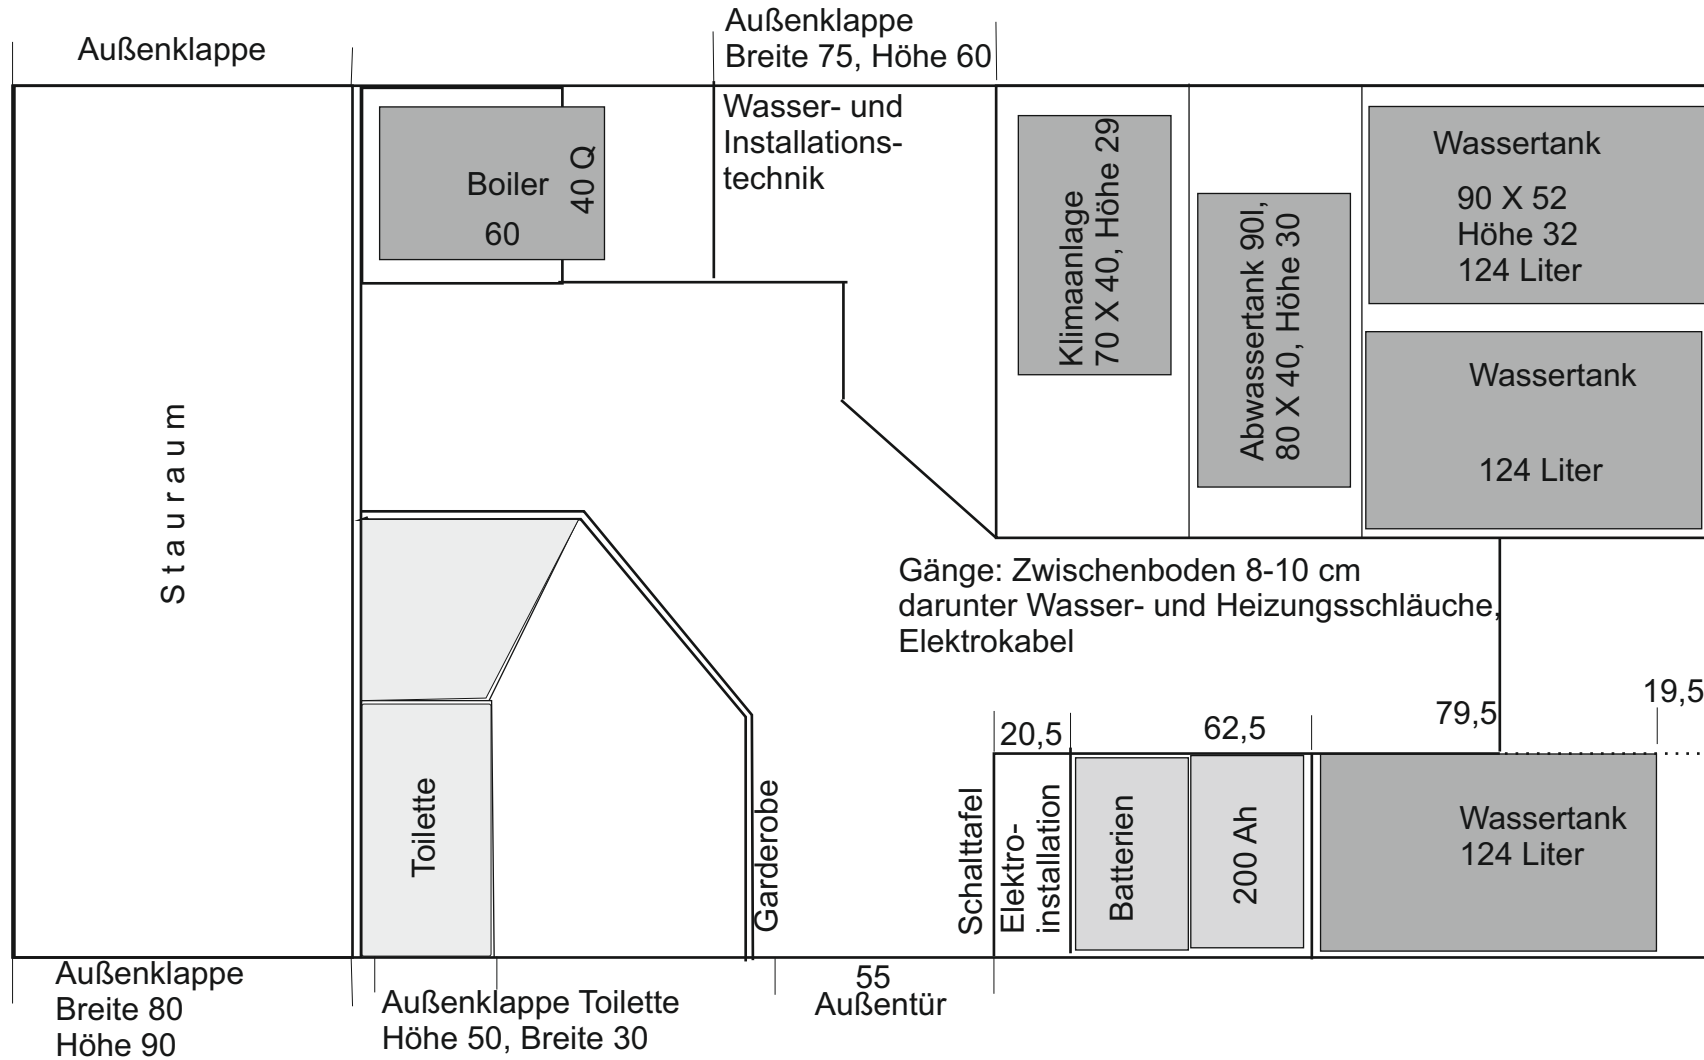 Außenklappe
Außenklappe
Breite 75, Höhe 60
Wasser- und
Installations-
technik
Boiler
60
40 Q
Klimaanlage
70 X 40, Höhe 29
Abwassertank 90l,
80 X 40, Höhe 30
Wassertank
90 X 52
Höhe 32
124 Liter
Wassertank
124 Liter
Stauraum
Gänge: Zwischenboden 8-10 cm
darunter Wasser- und Heizungsschläuche,
Elektrokabel
20,5
62,5
79,5
19,5
Toilette
Garderobe
Schalttafel
Elektro-
installation
Batterien
200 Ah
Wassertank
124 Liter
Außenklappe
Breite 80
Höhe 90
Außenklappe Toilette
Höhe 50, Breite 30
55
Außentür